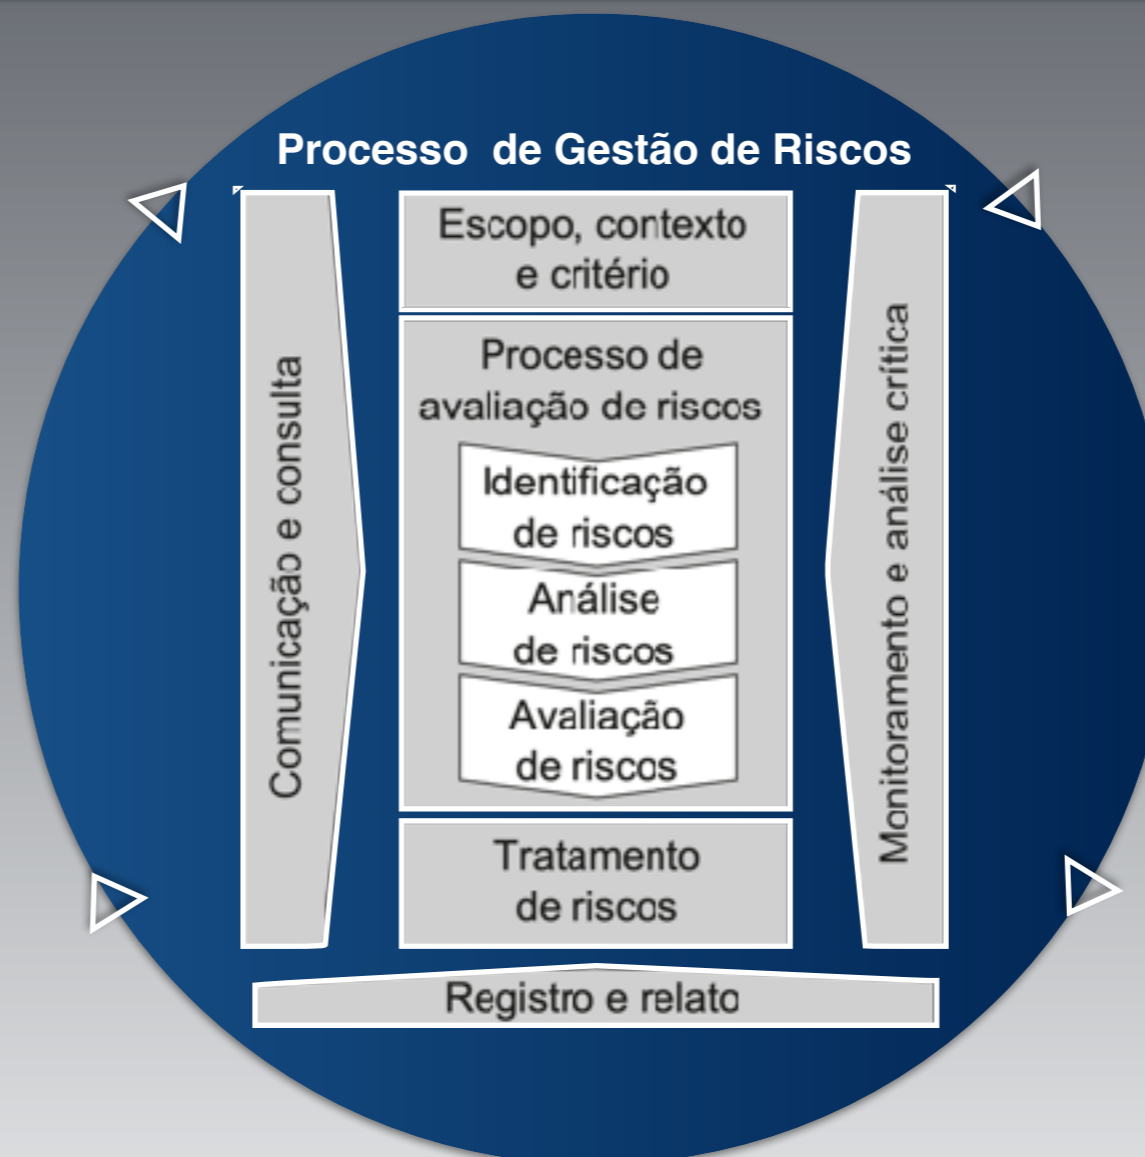 Processo de Gestão de Riscos
Comunicação e consulta
Escopo, contexto
e critério
Processo de
avaliação de riscos
Identificação
de riscos
Análise
de riscos
Avaliação
de riscos
Tratamento
de riscos
Monitoramento e análise crítica
Registro e relato